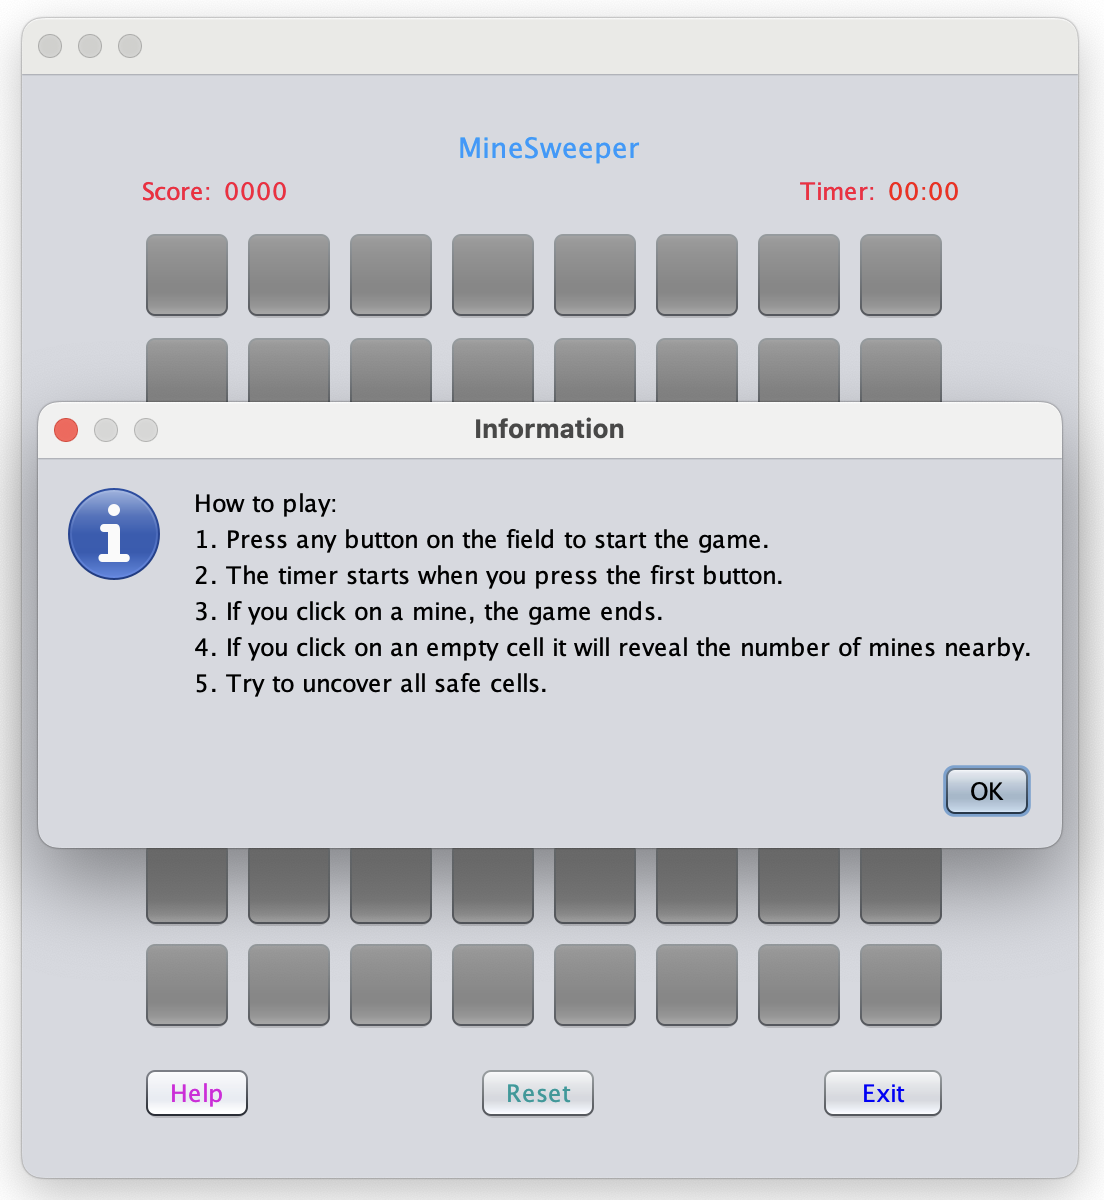 MineSweeper
Score: 0000
Timer: 00:00
Information
How to play:
1. Press any button on the field to start the game.
2. The timer starts when you press the first button.
3. If you click on a mine, the game ends.
4. If you click on an empty cell it will reveal the number of mines nearby.
5. Try to uncover all safe cells.
OK
Help
Reset
Exit